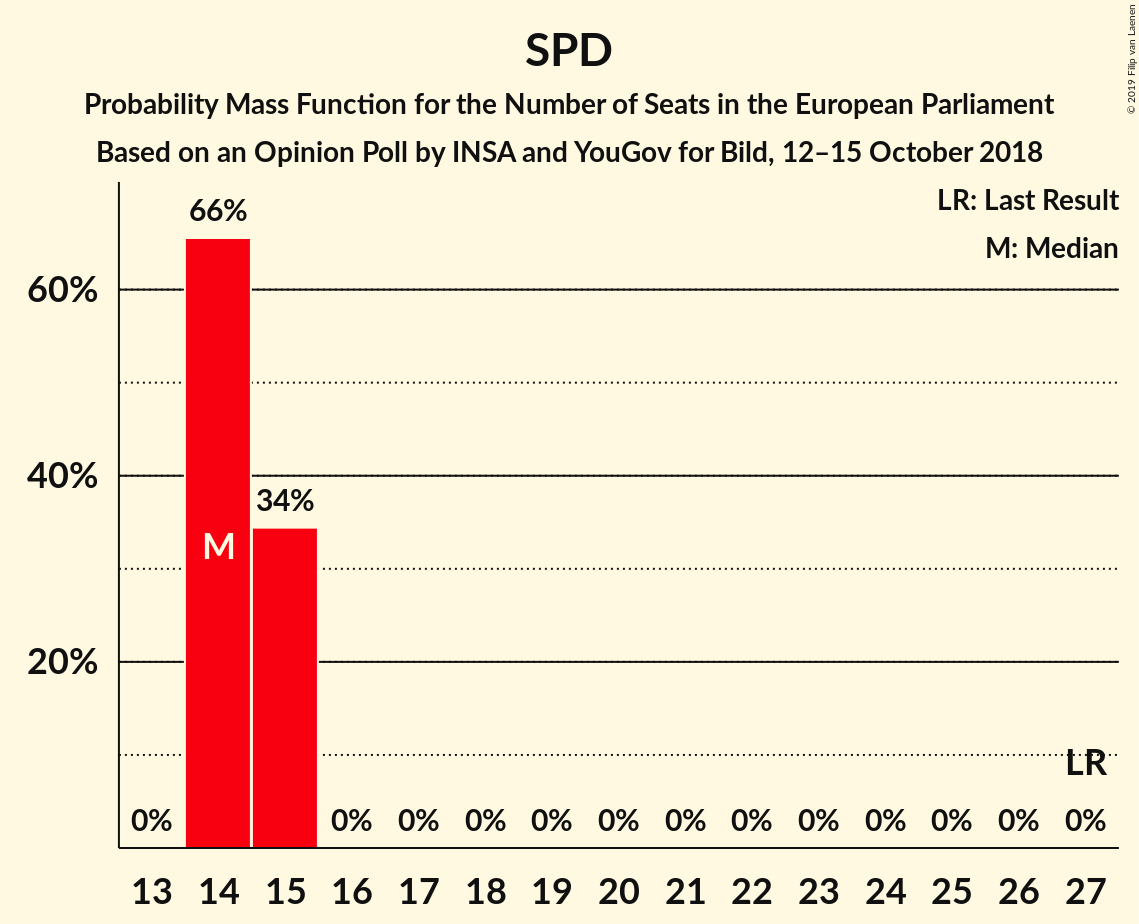 SPD
Probability Mass Function for the Number of Seats in the European Parliament
Based on an Opinion Poll by INSA and YouGov for Bild, 12–15 October 2018
© 2019 Filip van Laenen
LR: Last Result
M: Median
66%
60%
40%
34%
M
20%
LR
0% 0% 0% 0% 0% 0% 0% 0% 0% 0% 0% 0% 0%
13 14 15 16 17 18 19 20 21 22 23 24 25 26 27